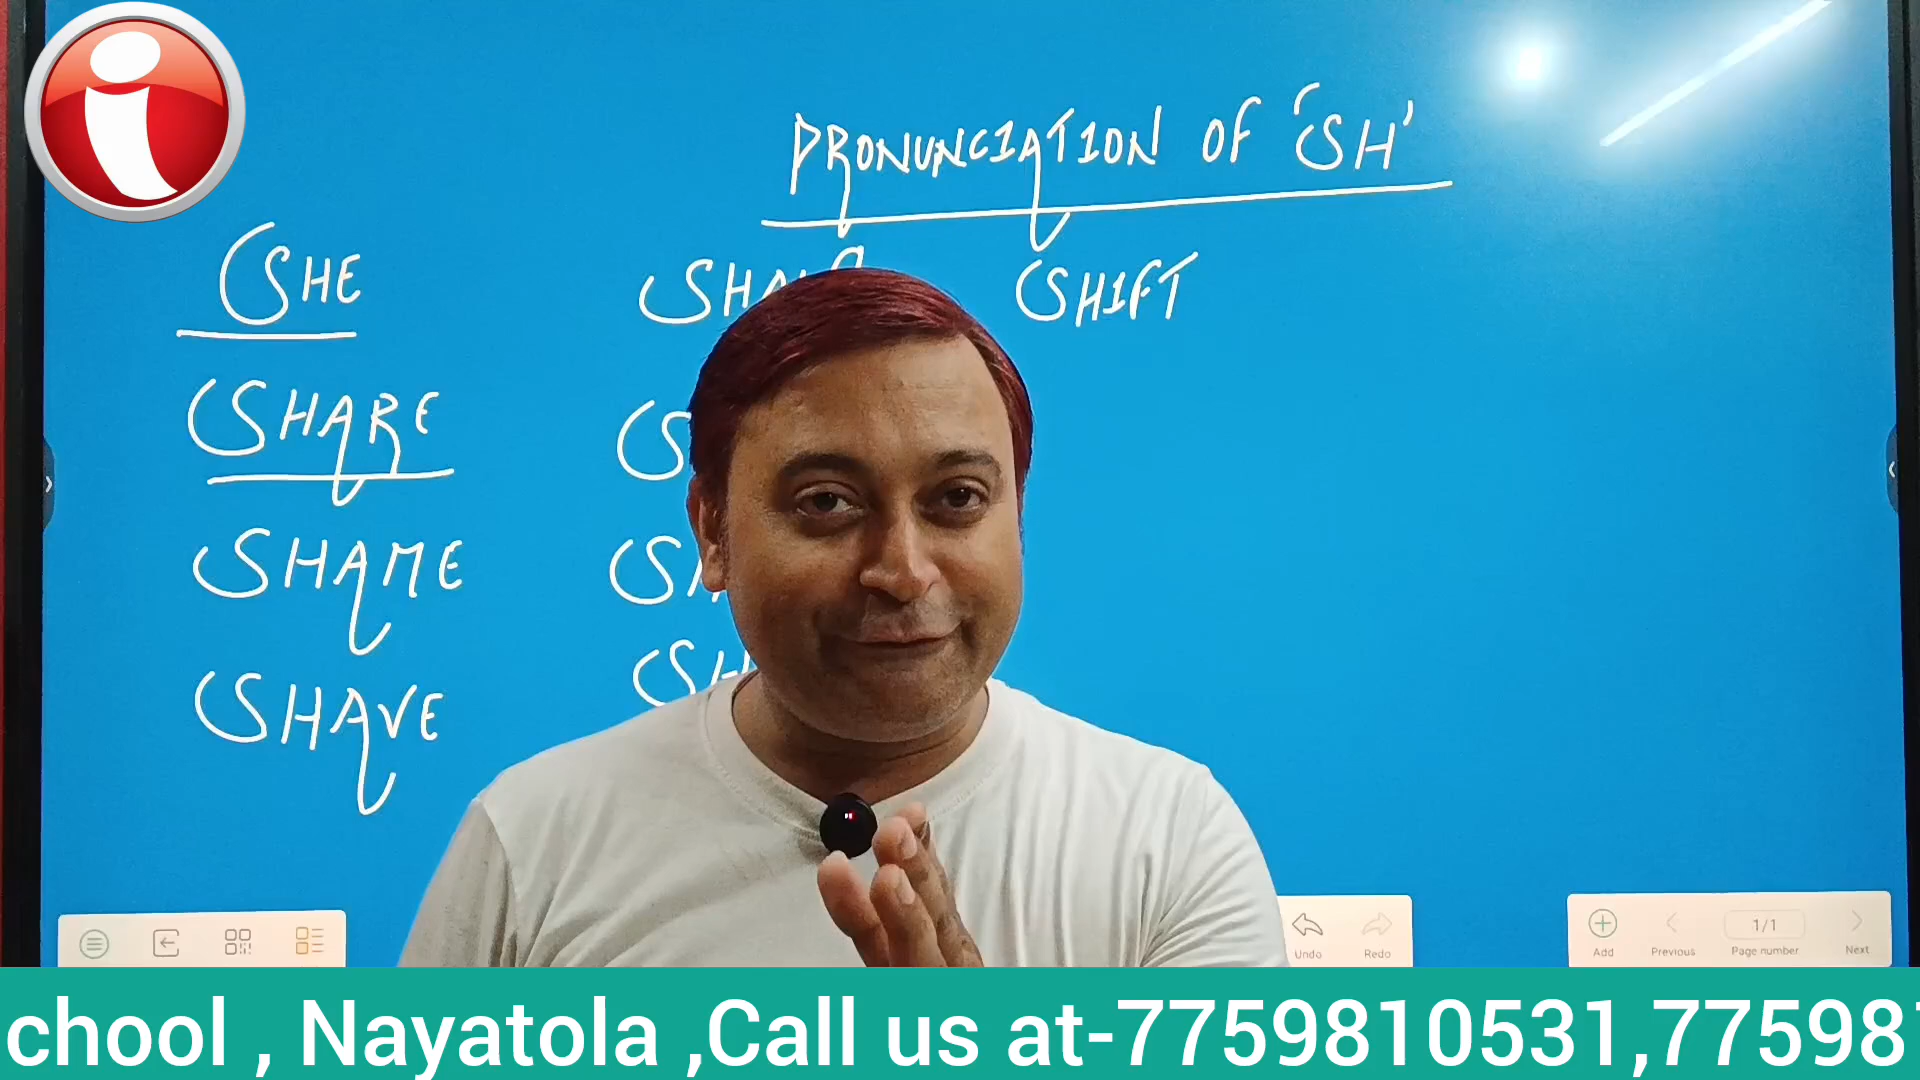 PRONUNCIATION OF 'SH'
SHE
SHIFT
SHARE
SHAME
SHAVE
Undo
Redo
Add
Previous
1/1
Page number
Next
chool , Nayatola ,Call us at-7759810531,77598